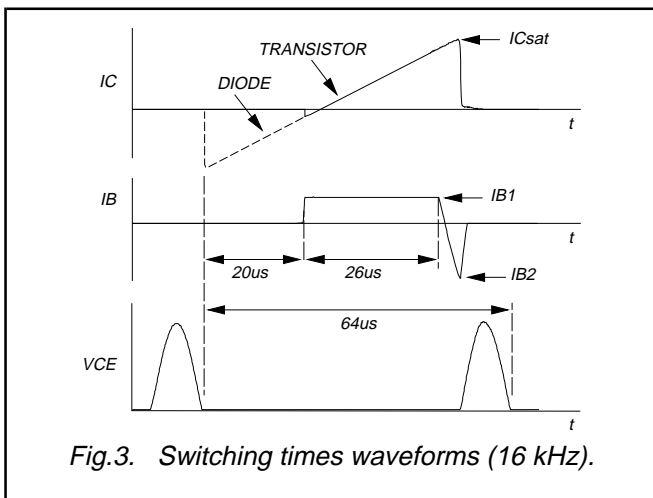 ICsat
TRANSISTOR
IC
DIODE
t
IB
IB1
t
20us
26us
IB2
64us
VCE
t
Fig.3. Switching times waveforms (16 kHz).